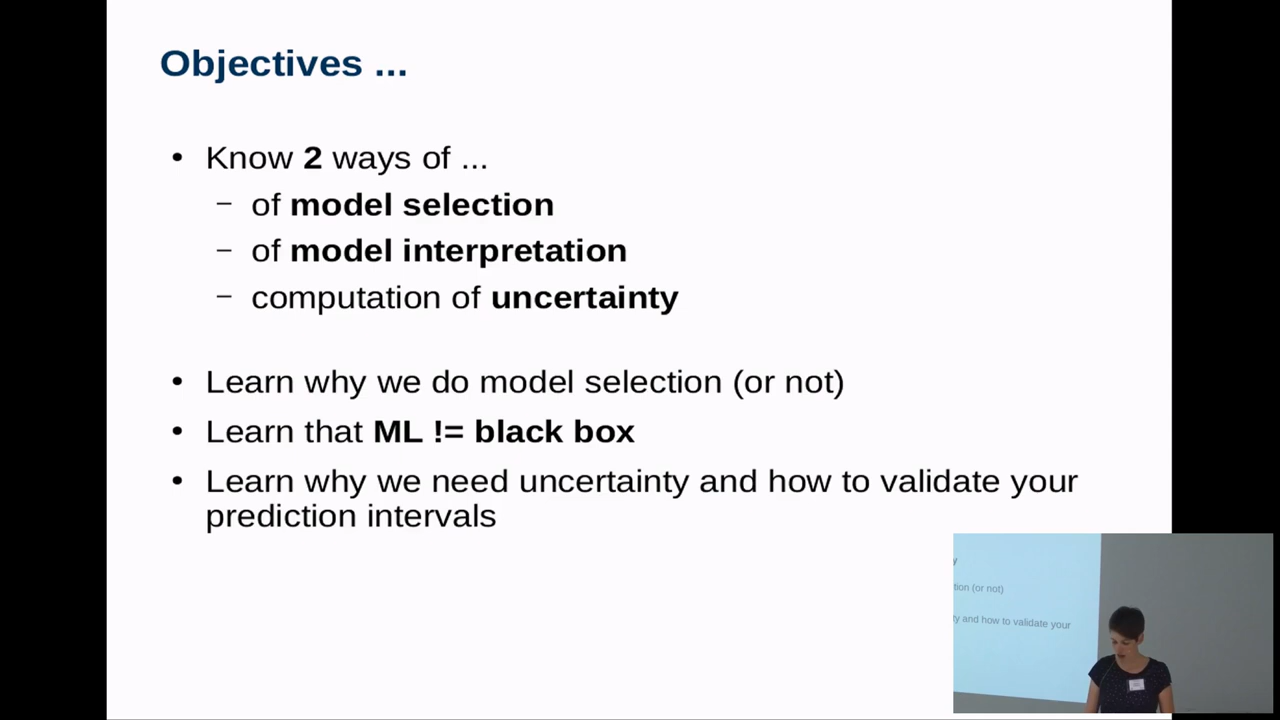 Objectives ...
• Know 2 ways of ...
– of model selection
– of model interpretation
– computation of uncertainty
• Learn why we do model selection (or not)
• Learn that ML != black box
• Learn why we need uncertainty and how to validate your
prediction intervals
y
tion (or not)
ty and how to validate your